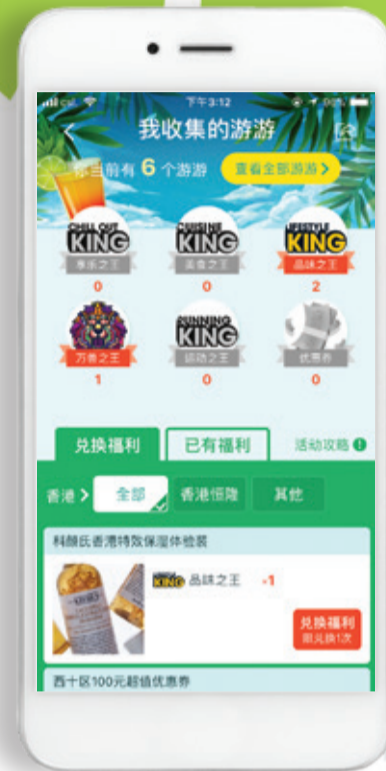 下午3:12
我收集的游游
你当前有 6 个游游
查看全部游游 >
CHILL OUT KING
享乐之王
0
CUISINE KING
美食之王
0
LIFESTYLE KING
品味之王
2
万兽之王
1
RUNNING KING
运动之王
0
优惠券
0
兑换福利
已有福利
活动攻略
香港 >
全部
香港恒隆
其他
科颜氏香港特效保湿体验装
KING 品味之王 ×1
兑换福利
限兑换1次
西十区100元超值优惠券